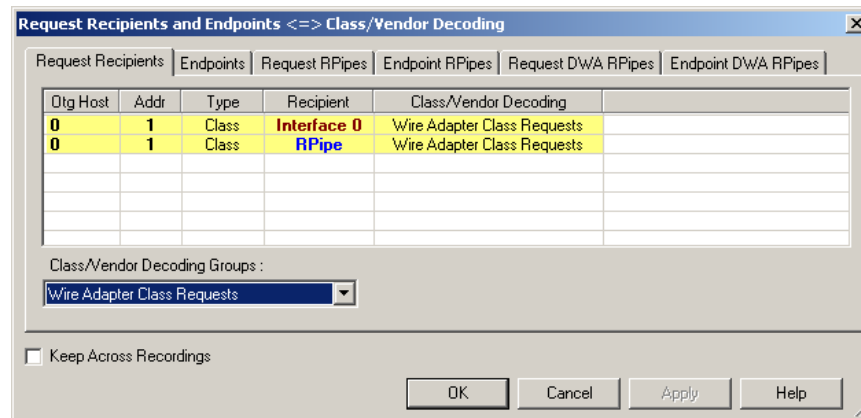 Request Recipients and Endpoints <=> Class/Vendor Decoding
Request Recipients Endpoints Request RPipes Endpoint RPipes Request DWA RPipes Endpoint DWA RPipes
Otg Host Addr Type Recipient Class/Vendor Decoding
0 1 Class Interface 0 Wire Adapter Class Requests
0 1 Class RPipe Wire Adapter Class Requests
Class/Vendor Decoding Groups :
Wire Adapter Class Requests
Keep Across Recordings
OK Cancel Apply Help